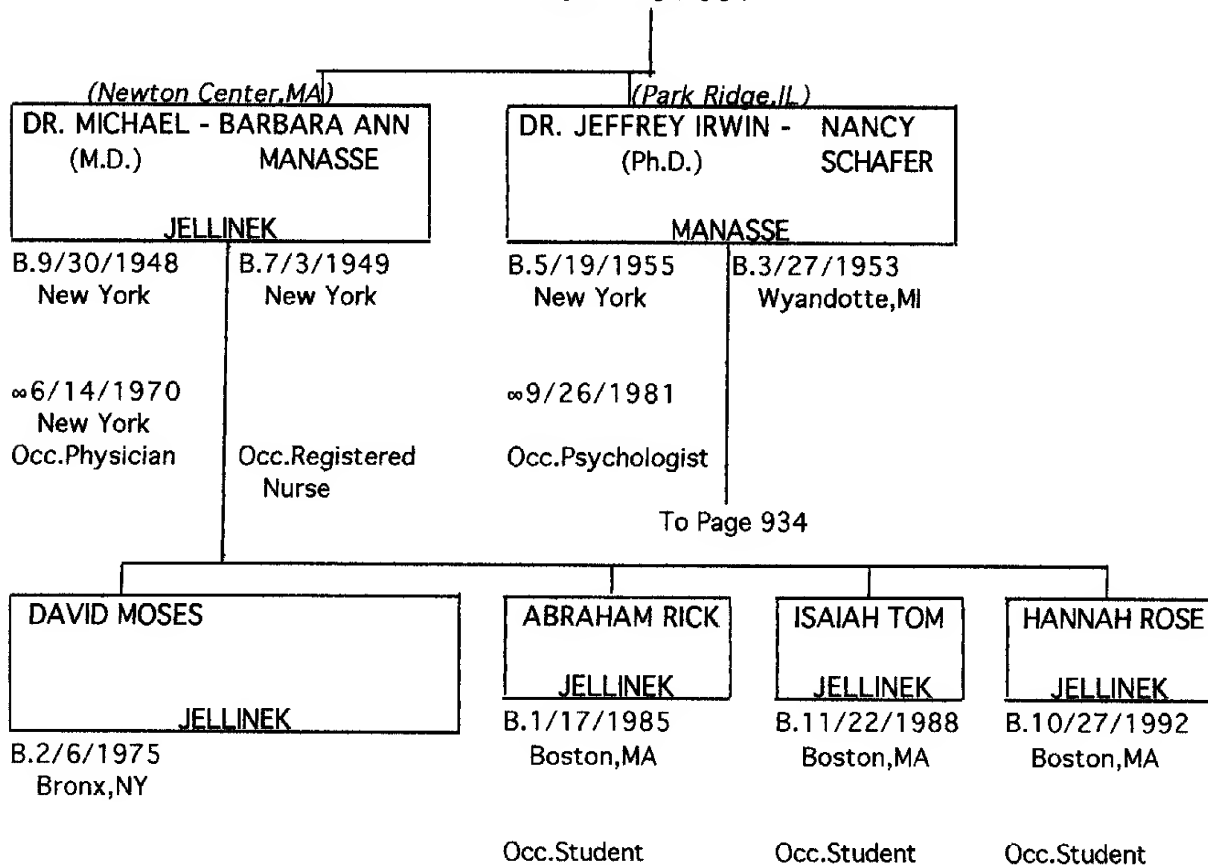 (Newton Center,MA)
DR. MICHAEL - BARBARA ANN
(M.D.) MANASSE
JELLINEK
B.9/30/1948 B.7/3/1949
New York New York
∞6/14/1970
New York
Occ.Physician Occ.Registered
Nurse
(Park Ridge,IL)
DR. JEFFREY IRWIN - NANCY
(Ph.D.) SCHAFER
MANASSE
B.5/19/1955 B.3/27/1953
New York Wyandotte,MI
∞9/26/1981
Occ.Psychologist
To Page 934
DAVID MOSES
JELLINEK
B.2/6/1975
Bronx,NY
ABRAHAM RICK
JELLINEK
B.1/17/1985
Boston,MA
Occ.Student
ISAIAH TOM
JELLINEK
B.11/22/1988
Boston,MA
Occ.Student
HANNAH ROSE
JELLINEK
B.10/27/1992
Boston,MA
Occ.Student